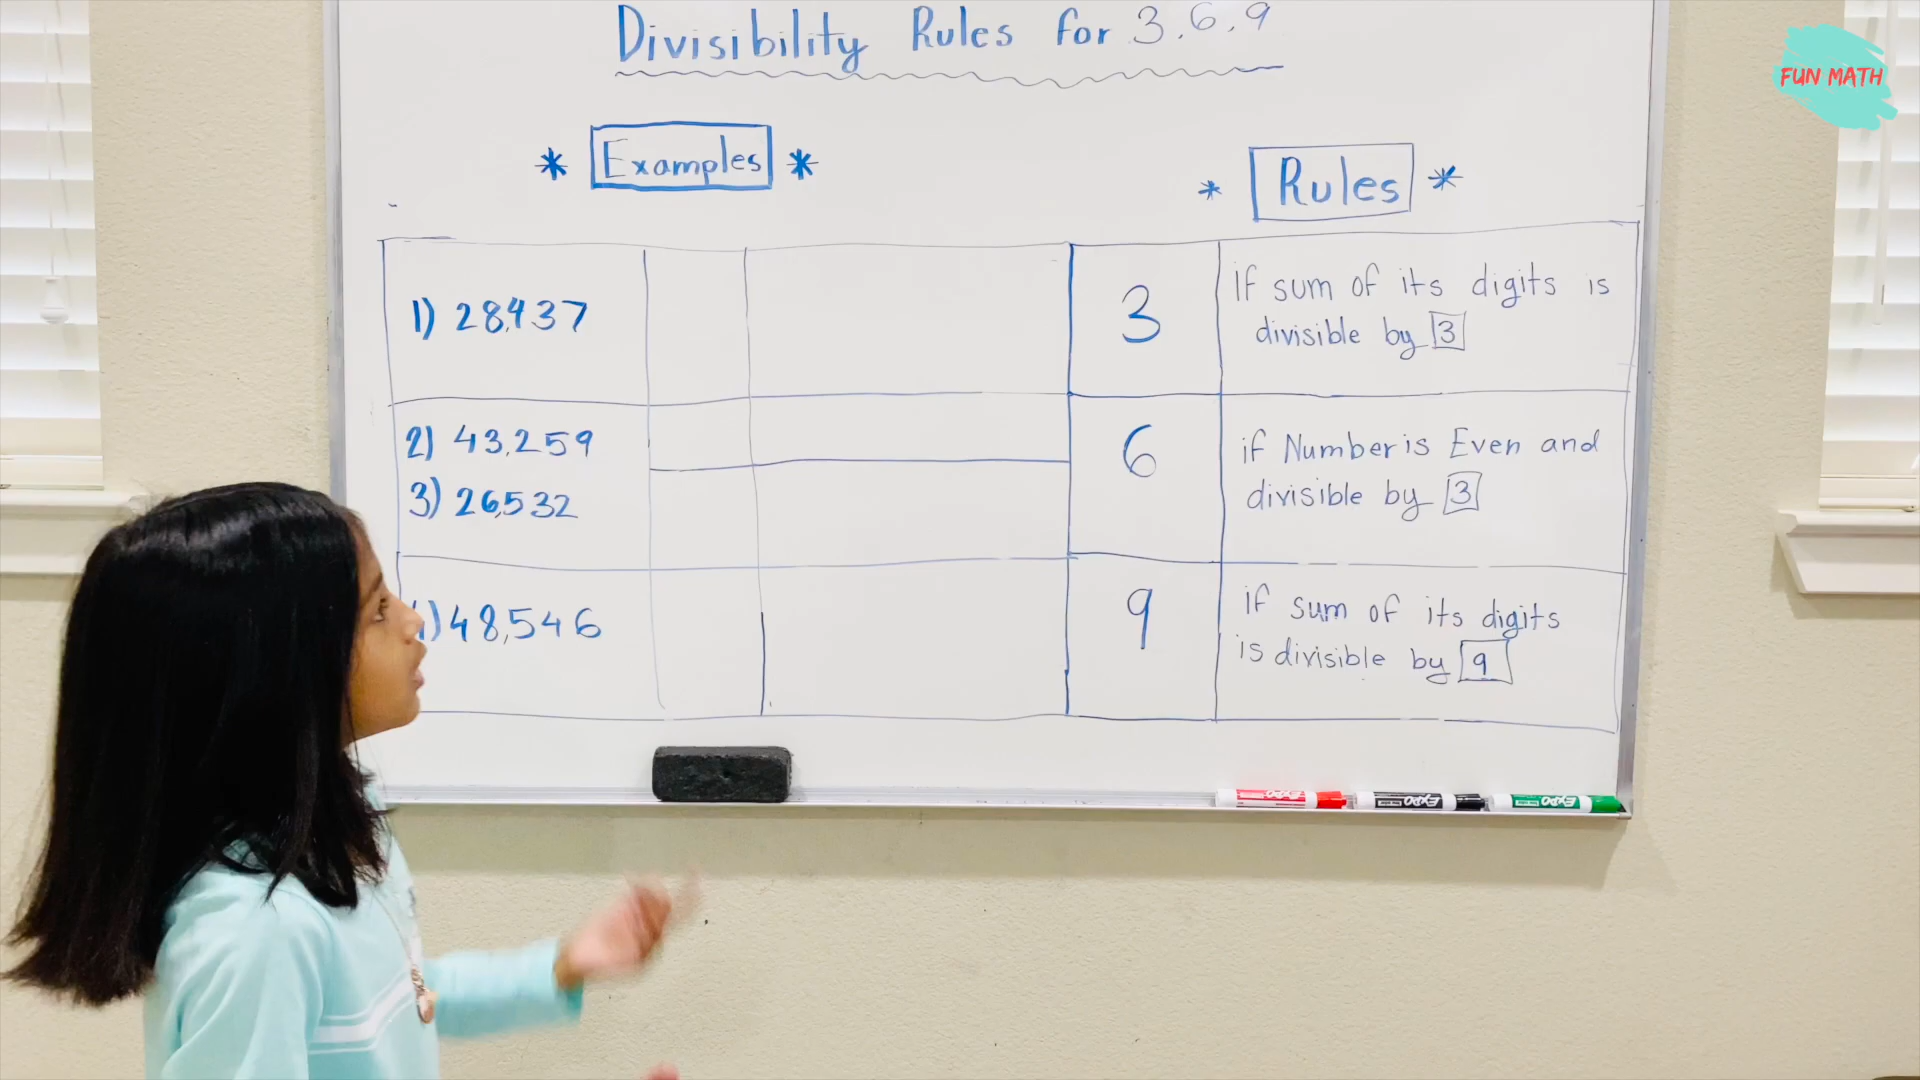 Divisibility Rules for 3,6,9
FUN MATH
* Examples *
* Rules *
1) 28,437
3
if sum of its digits is
divisible by 3
2) 43,259
3) 26,532
6
if Number is Even and
divisible by 3
4) 48,546
9
if sum of its digits
is divisible by 9
EXPO
EXPO
EXPO